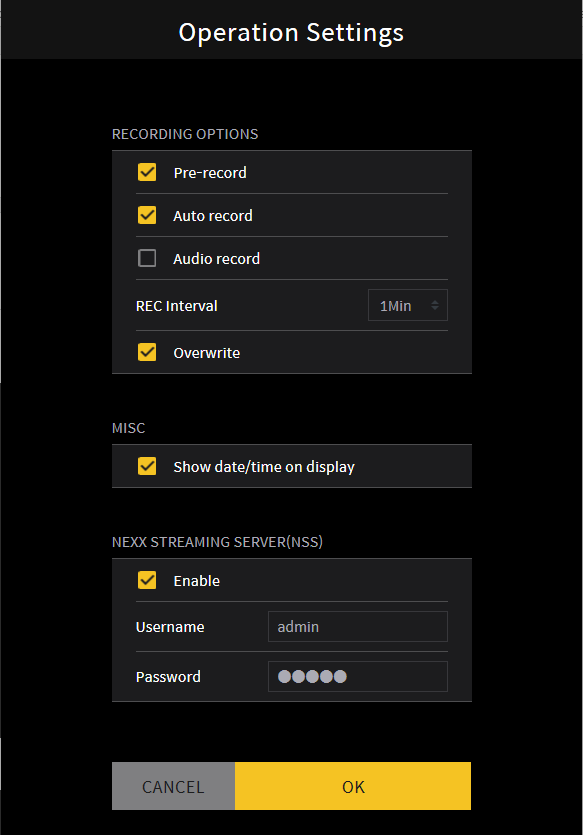 Operation Settings
RECORDING OPTIONS
Pre-record
Auto record
Audio record
REC Interval 1Min
Overwrite
MISC
Show date/time on display
NEXX STREAMING SERVER(NSS)
Enable
Username admin
Password ●●●●●
CANCEL OK